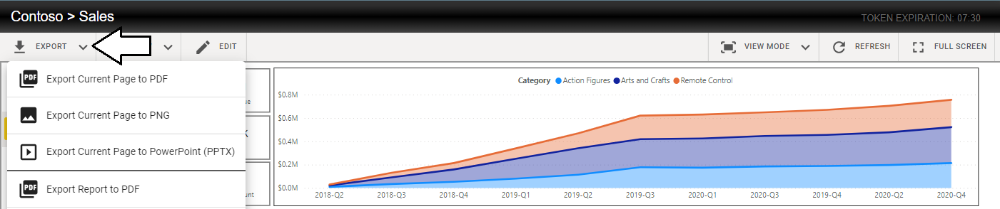 Contoso > Sales
TOKEN EXPIRATION: 07:30
EXPORT
EDIT
VIEW MODE
REFRESH
FULL SCREEN
PDF
Export Current Page to PDF
Export Current Page to PNG
Export Current Page to PowerPoint (PPTX)
PDF
Export Report to PDF
ue
K
unt
Category Action Figures Arts and Crafts Remote Control
$0.8M
$0.6M
$0.4M
$0.2M
$0.0M
2018-Q2 2018-Q3 2018-Q4 2019-Q1 2019-Q2 2019-Q3 2020-Q1 2020-Q3 2019-Q4 2020-Q2 2020-Q4